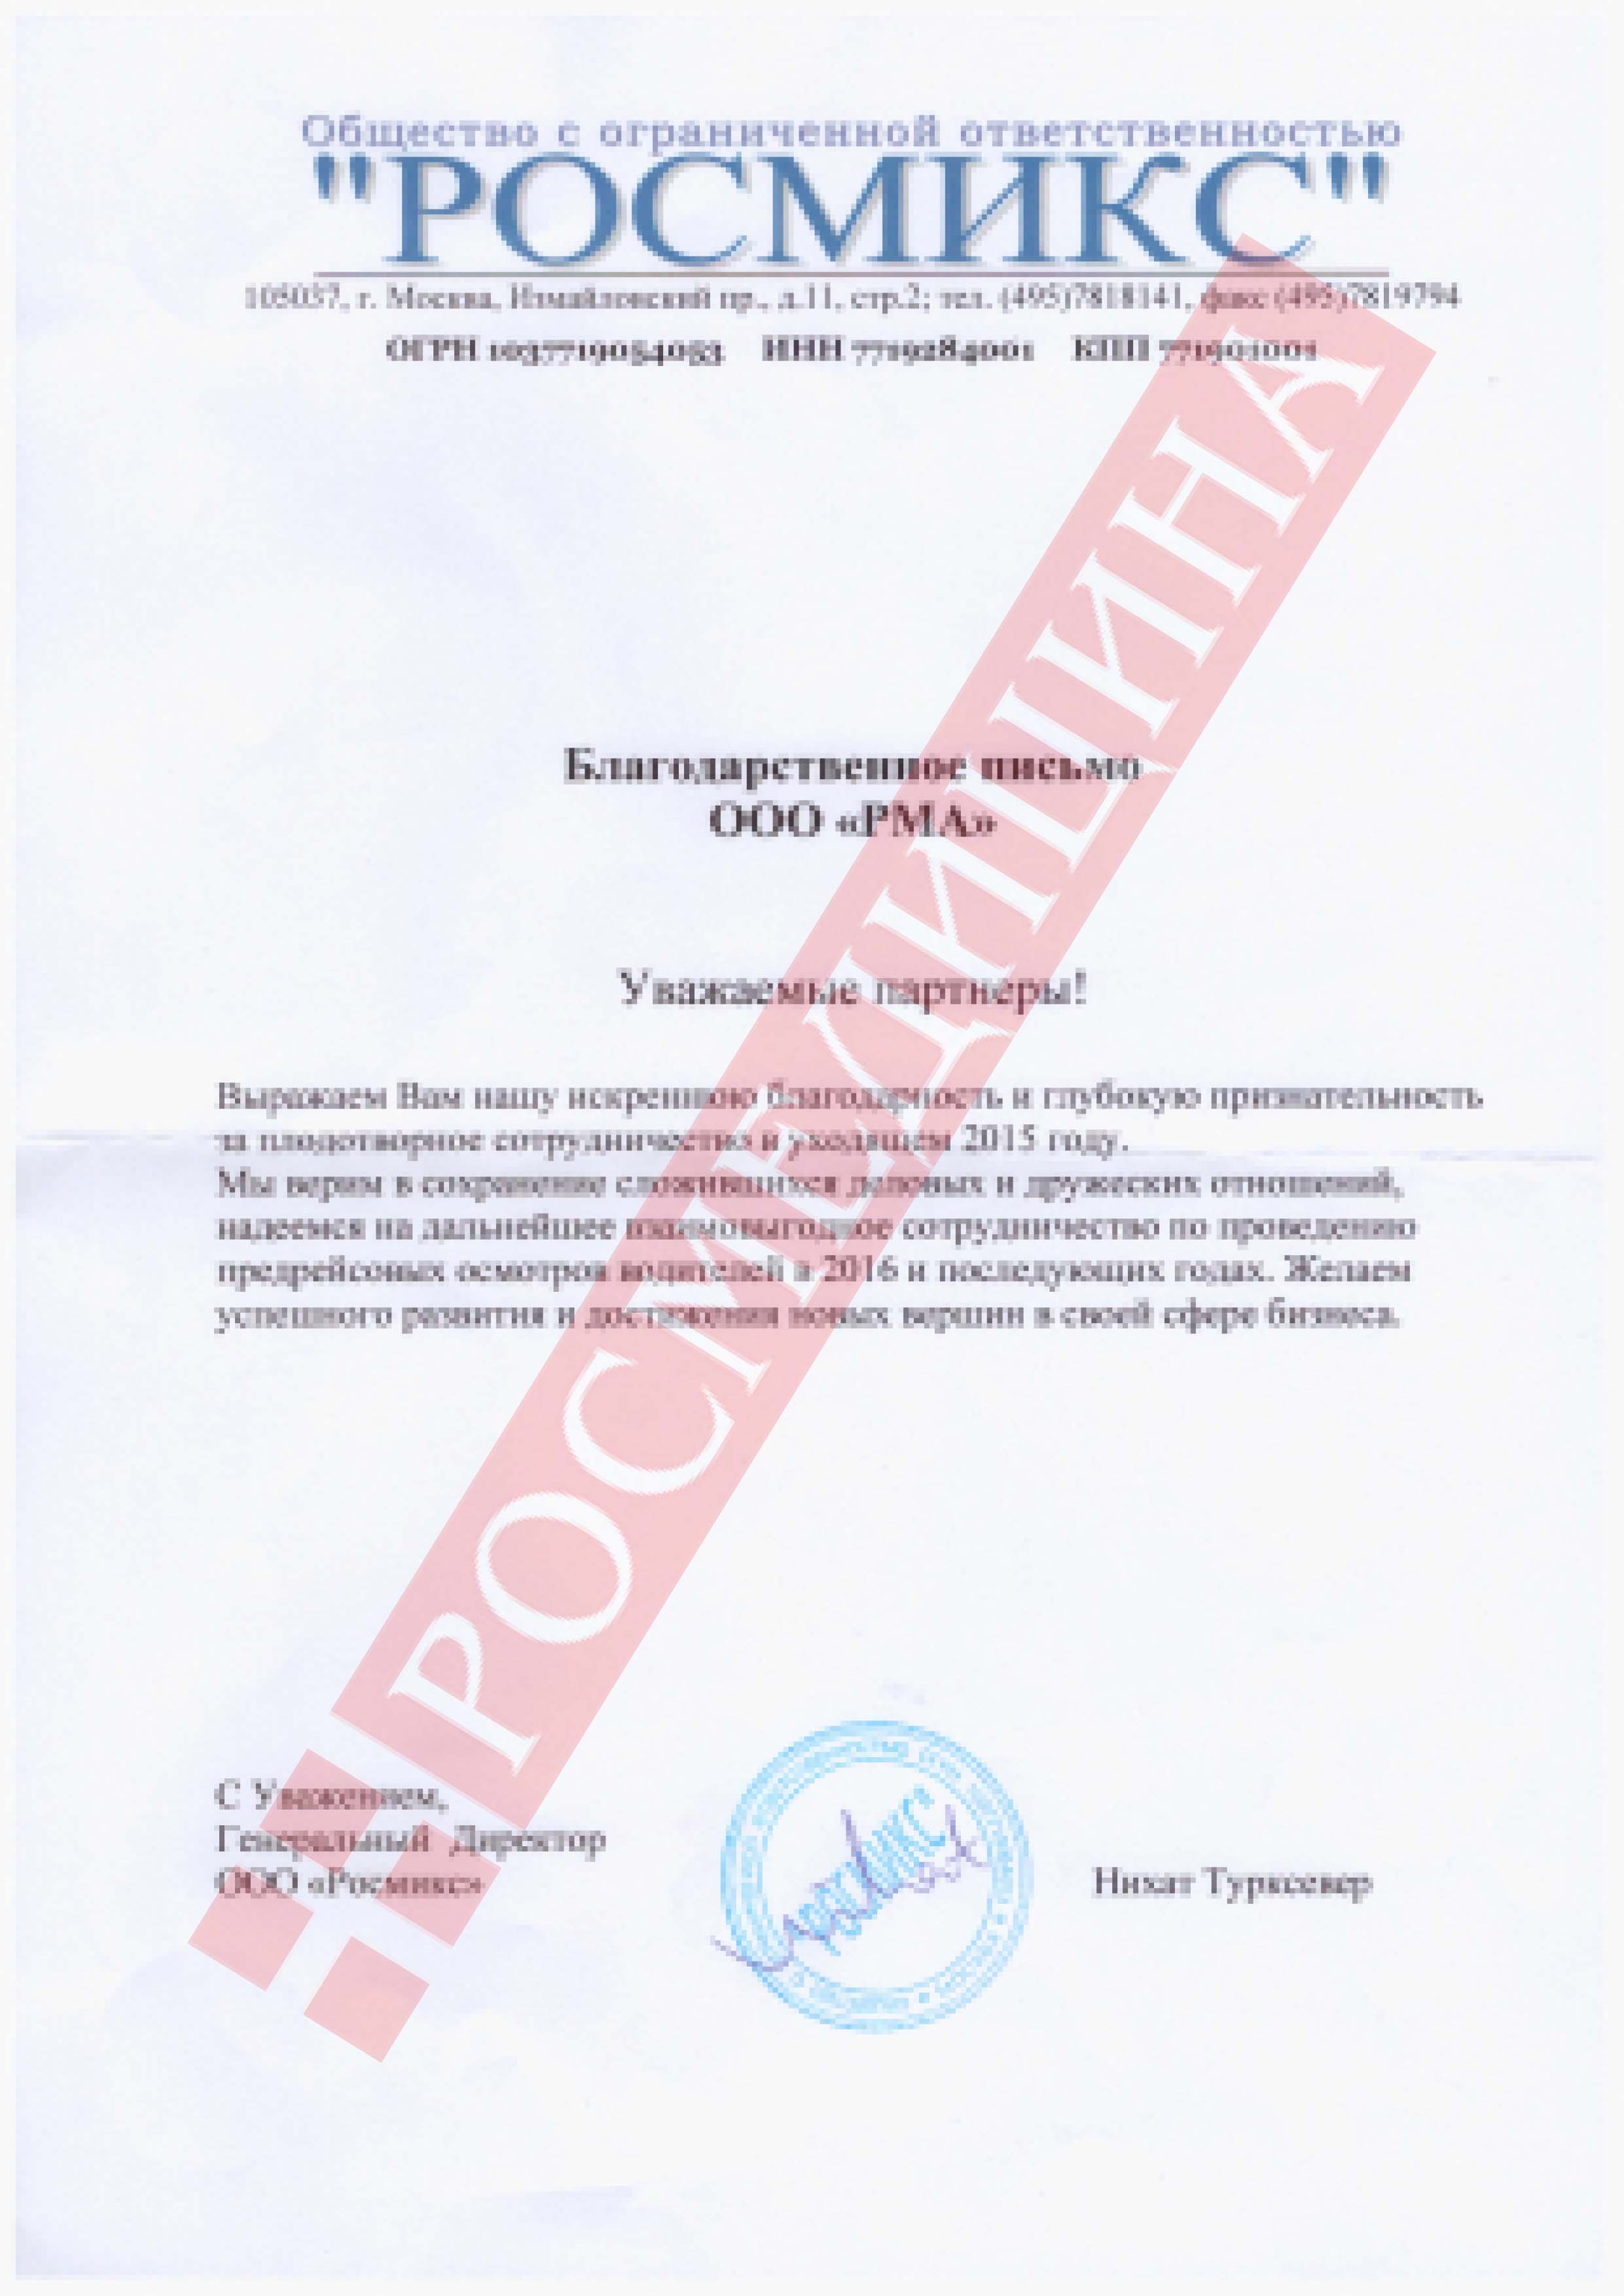 Общество с ограниченной ответственностью
"РОСМИКС"
105037, г. Москва, Измайловский пр., д.11, стр.2; тел. (495)7818141, факс (495)7819794
ОГРН 1037719054053 ИНН 7719284001 КПП 771901001
Благодарственное письмо
ООО «РМА»
Уважаемые партнеры!
Выражаем Вам нашу искреннюю благодарность и глубокую признательность
за плодотворное сотрудничество в уходящем 2015 году.
Мы верим в сохранение сложившихся деловых и дружеских отношений,
надеемся на дальнейшее взаимовыгодное сотрудничество по проведению
предрейсовых осмотров водителей в 2016 и последующих годах. Желаем
успешного развития и достижения новых вершин в своей сфере бизнеса.
С Уважением,
Генеральный Директор
ООО «Росмикс»
РОСМИКС
Нихат Турксевер
РОСМЕДИЦИНА